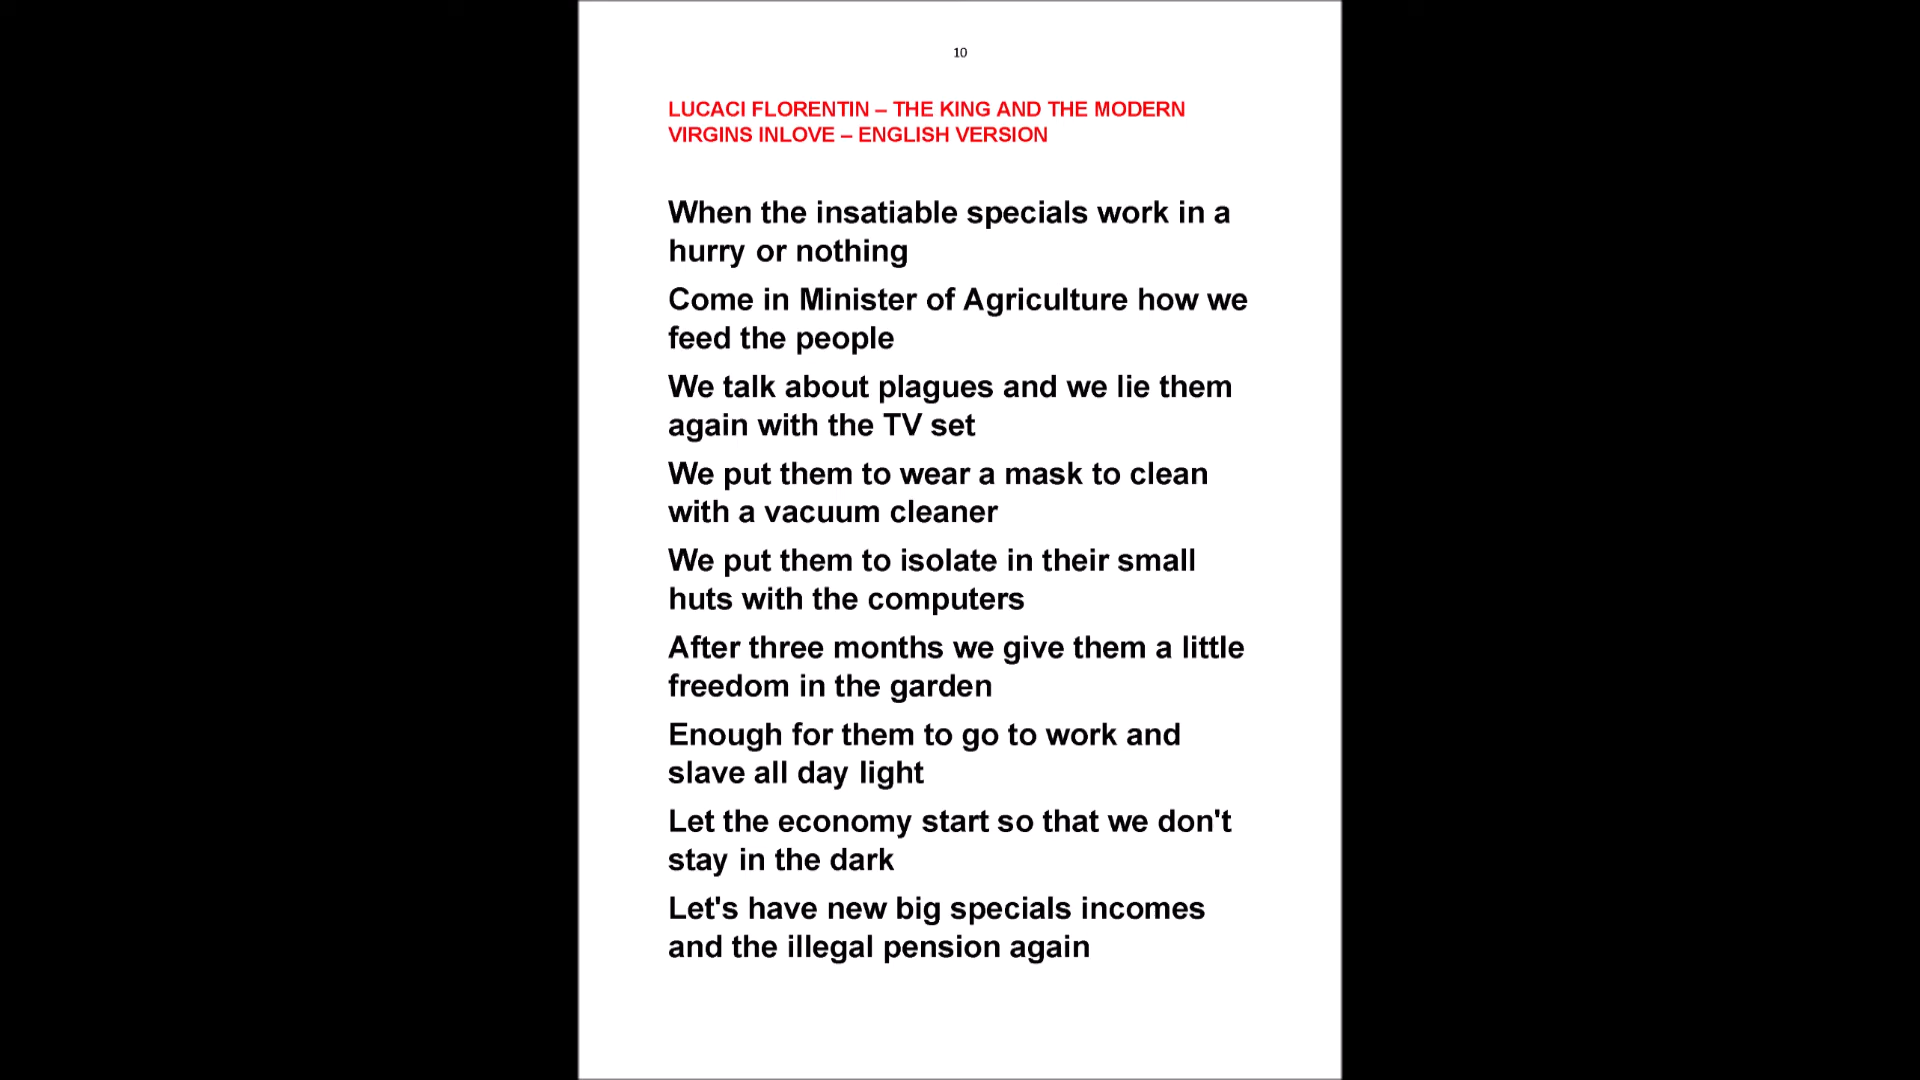 10
LUCACI FLORENTIN – THE KING AND THE MODERN
VIRGINS INLOVE – ENGLISH VERSION
When the insatiable specials work in a
hurry or nothing
Come in Minister of Agriculture how we
feed the people
We talk about plagues and we lie them
again with the TV set
We put them to wear a mask to clean
with a vacuum cleaner
We put them to isolate in their small
huts with the computers
After three months we give them a little
freedom in the garden
Enough for them to go to work and
slave all day light
Let the economy start so that we don't
stay in the dark
Let's have new big specials incomes
and the illegal pension again